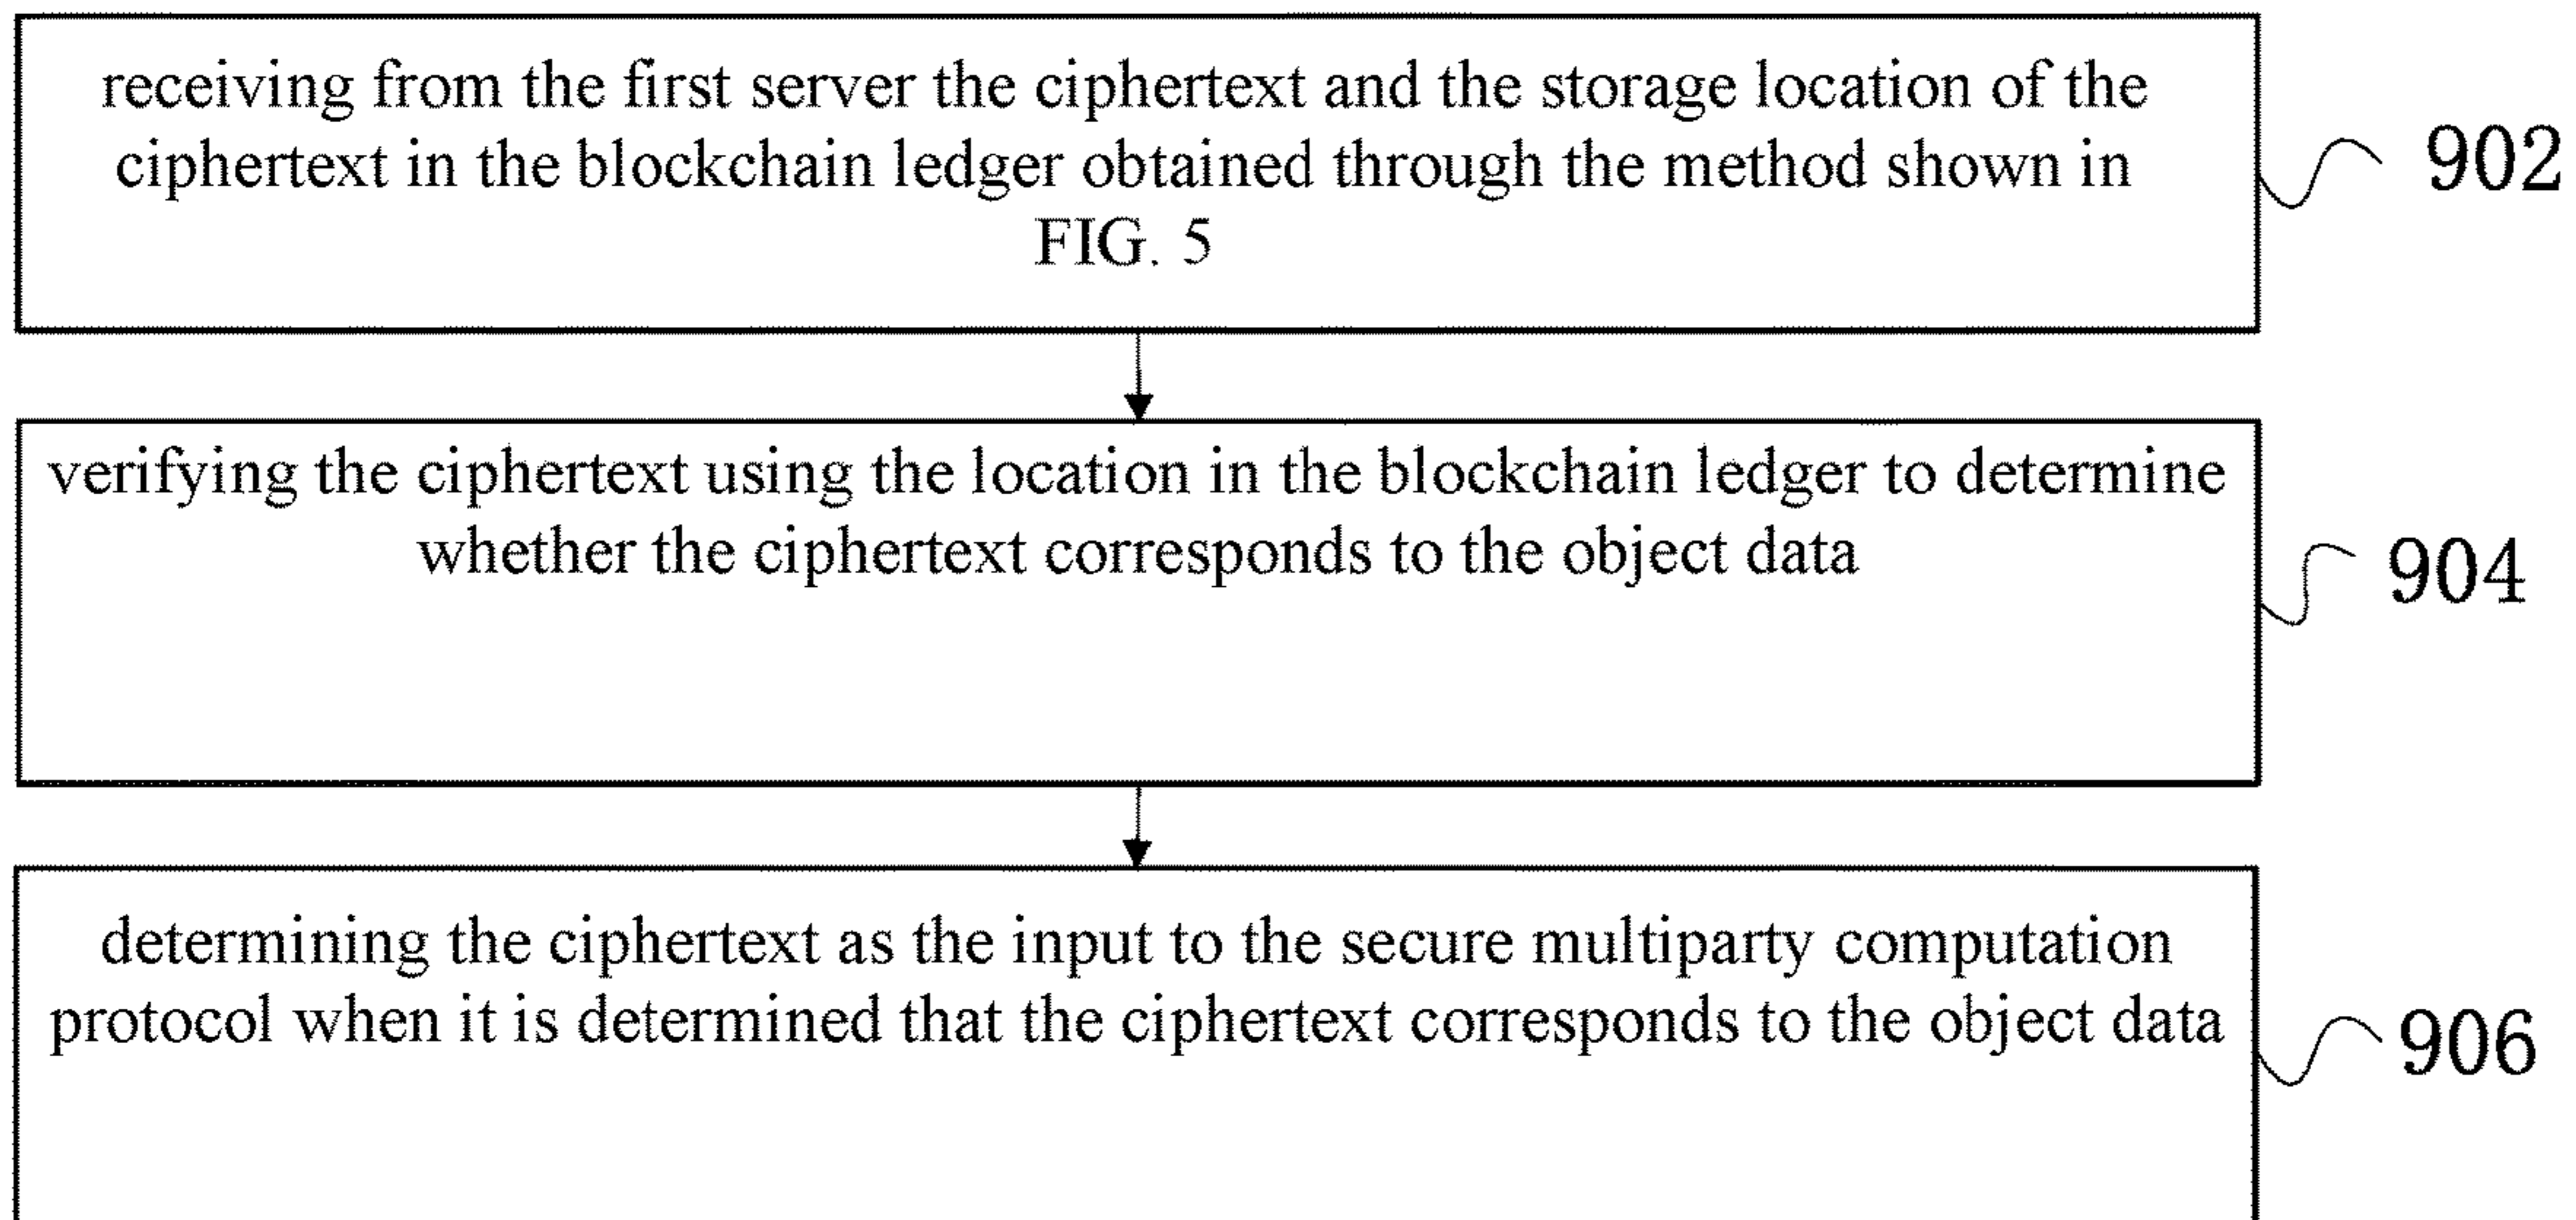 receiving from the first server the ciphertext and the storage location of the
ciphertext in the blockchain ledger obtained through the method shown in
FIG. 5
902
verifying the ciphertext using the location in the blockchain ledger to determine
whether the ciphertext corresponds to the object data
904
determining the ciphertext as the input to the secure multiparty computation
protocol when it is determined that the ciphertext corresponds to the object data
906